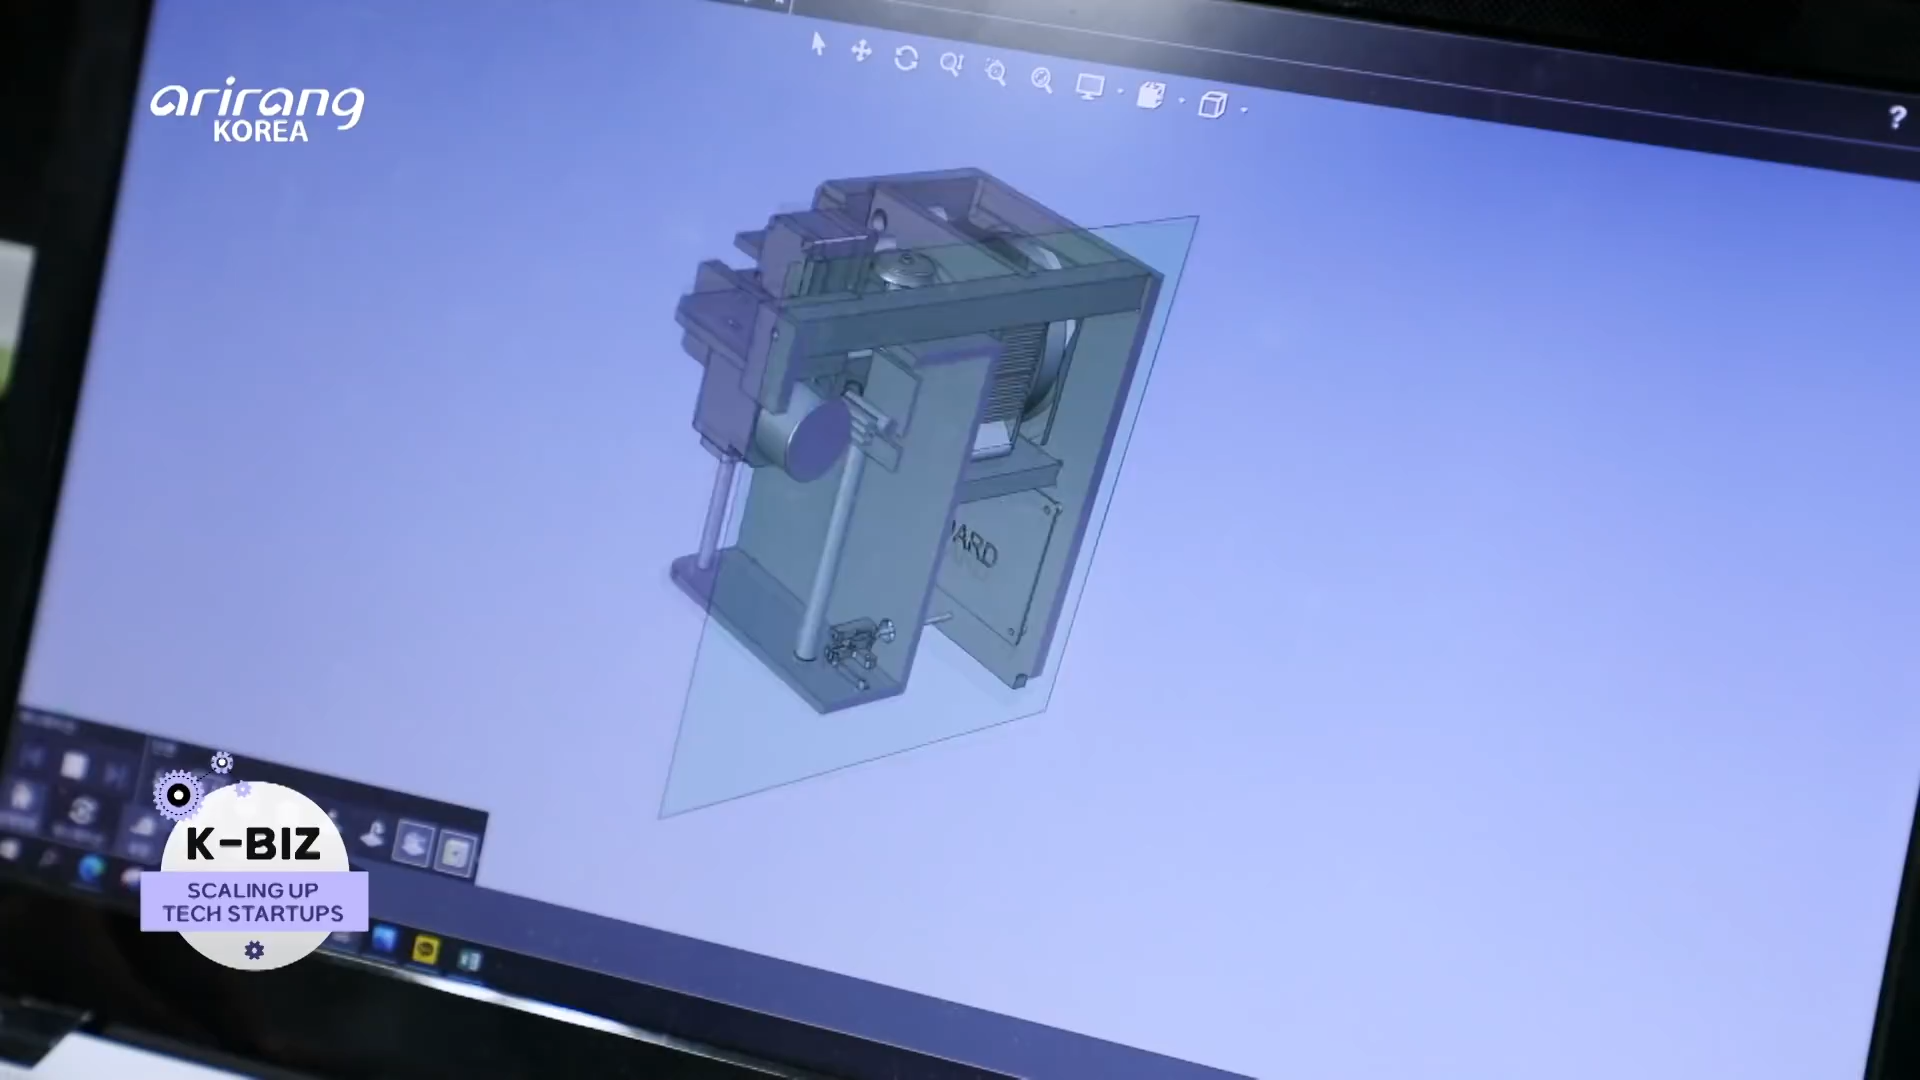 arirang
KOREA
?
ARD
K-BIZ
SCALING UP
TECH STARTUPS